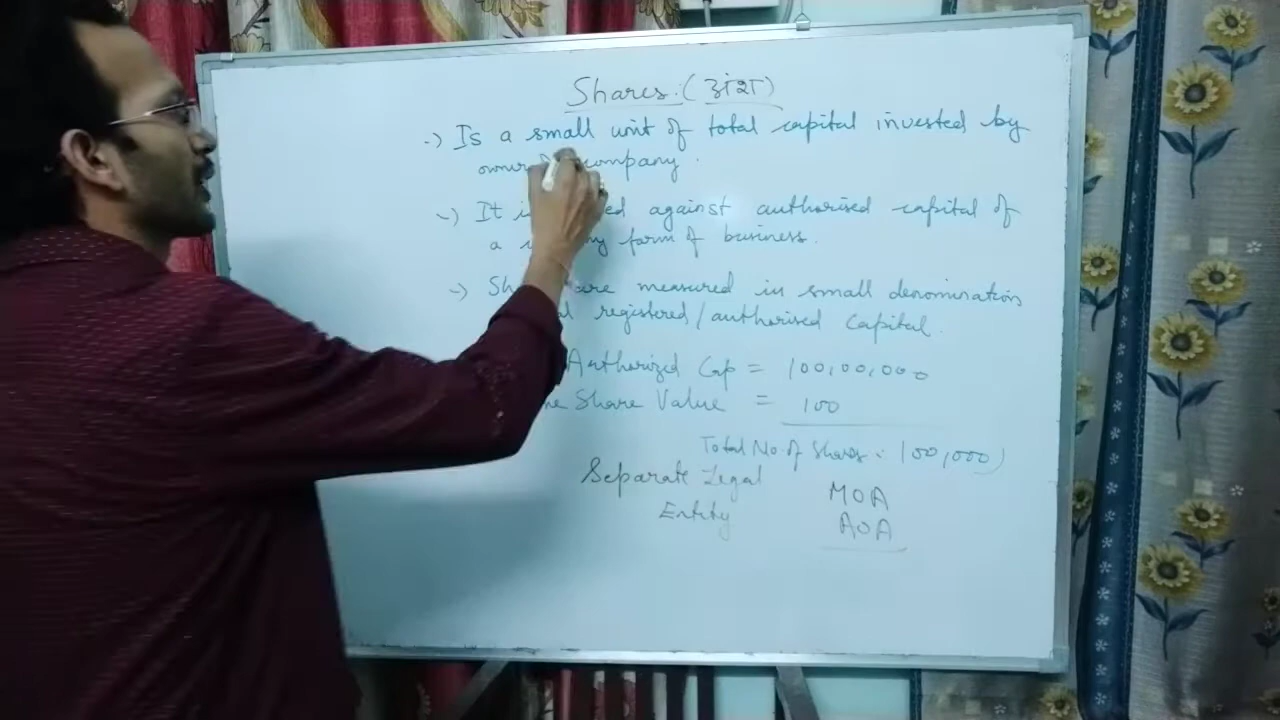 Shares. (अंश)
→) Is a small unit of total capital invested by
company.
→) It against authorised capital of
a form of business.
→) are measured in small denomination
registered/authorised Capital.
Authorized Cap = 100,00,000
Share Value = 100
Total No of Shares = 100,000)
Separate Legal
Entity
MOA
AOA